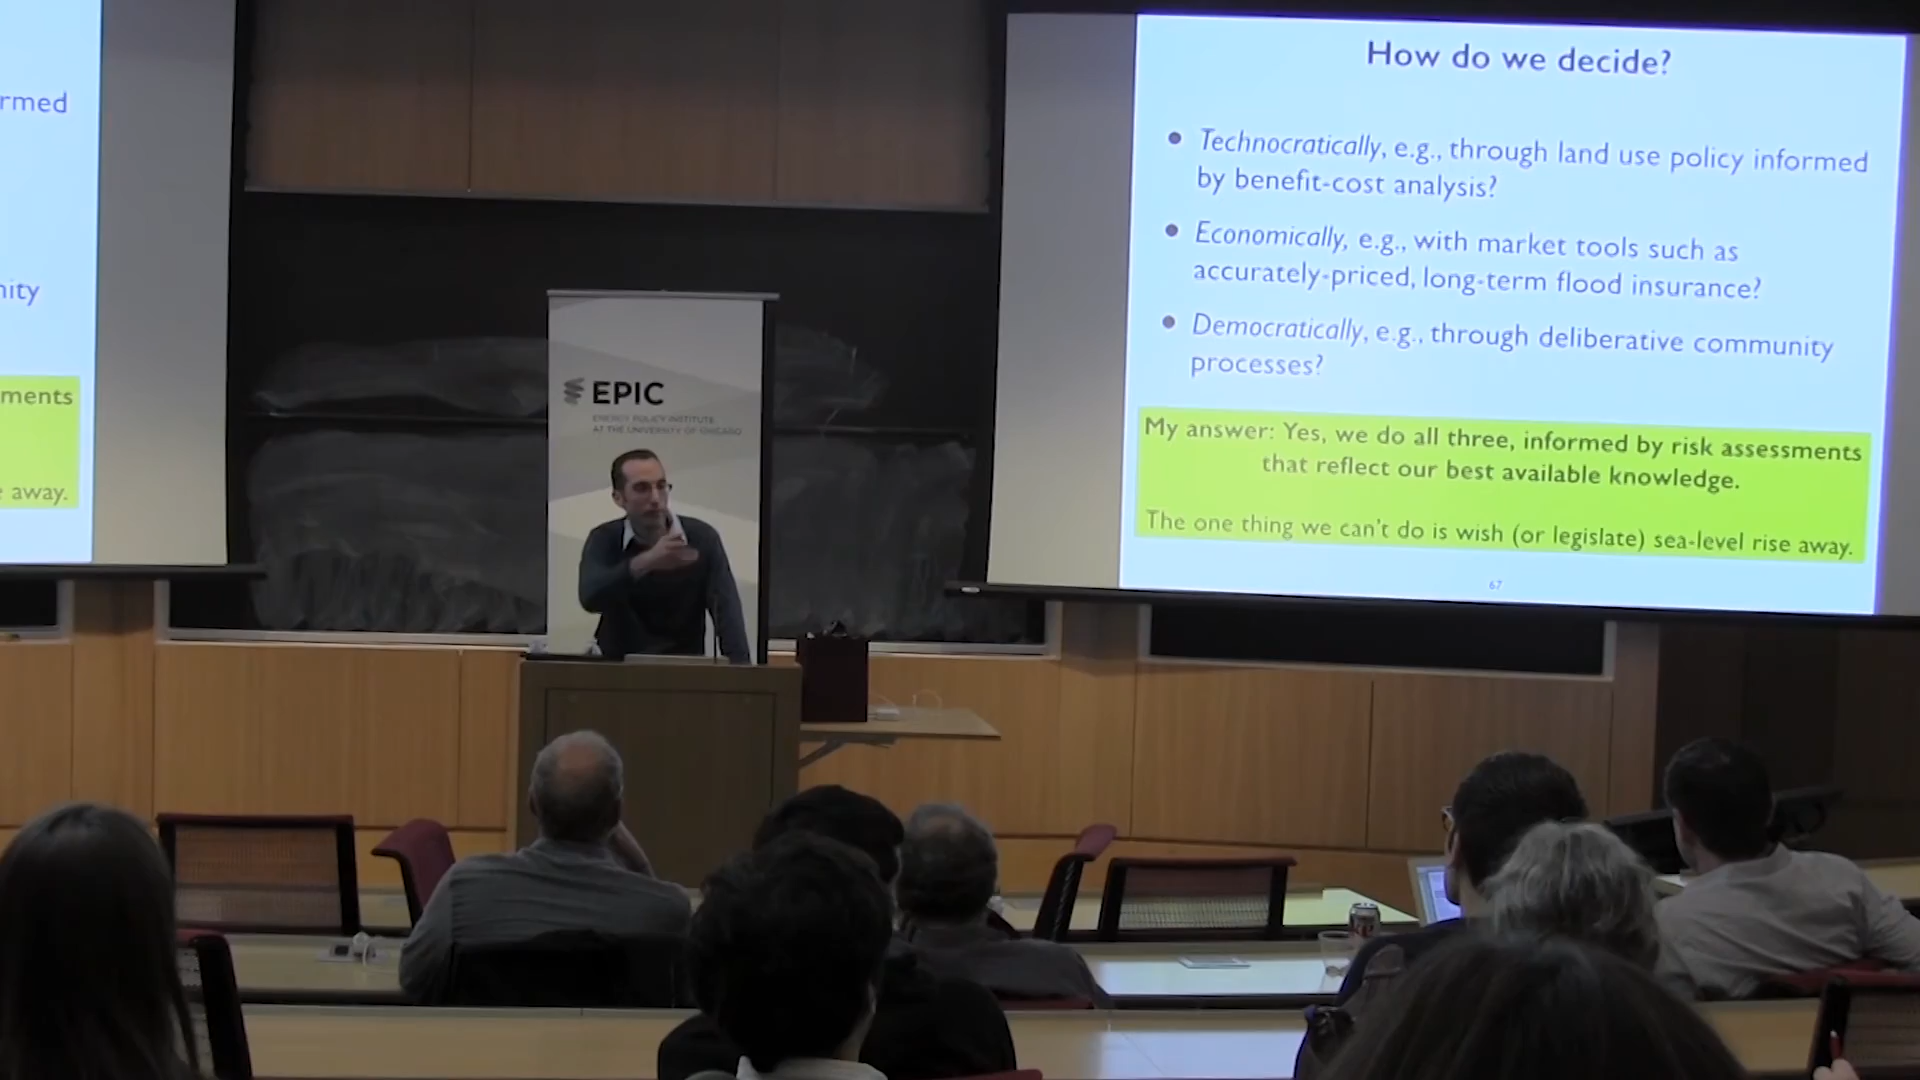 rmed
nity
ments
away.
EPIC
ENERGY POLICY INSTITUTE
AT THE UNIVERSITY OF CHICAGO
How do we decide?
• Technocratically, e.g., through land use policy informed
by benefit-cost analysis?
• Economically, e.g., with market tools such as
accurately-priced, long-term flood insurance?
• Democratically, e.g., through deliberative community
processes?
My answer: Yes, we do all three, informed by risk assessments
that reflect our best available knowledge.
The one thing we can't do is wish (or legislate) sea-level rise away.
67